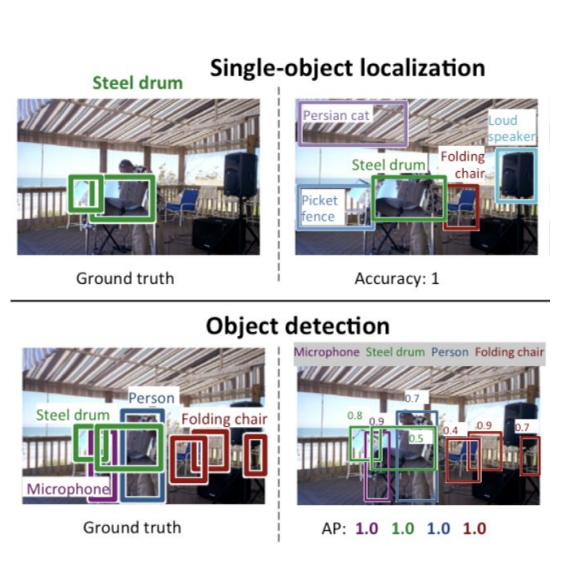 Single-object localization
Steel drum
Persian cat
Loud
speaker
Steel drum
Folding
chair
Picket
fence
Ground truth
Accuracy: 1
Object detection
Microphone Steel drum Person Folding chair
Person
Steel drum
Folding chair
Microphone
0.7
0.8
0.9
0.5
0.4
0.9
0.7
Ground truth
AP: 1.0 1.0 1.0 1.0